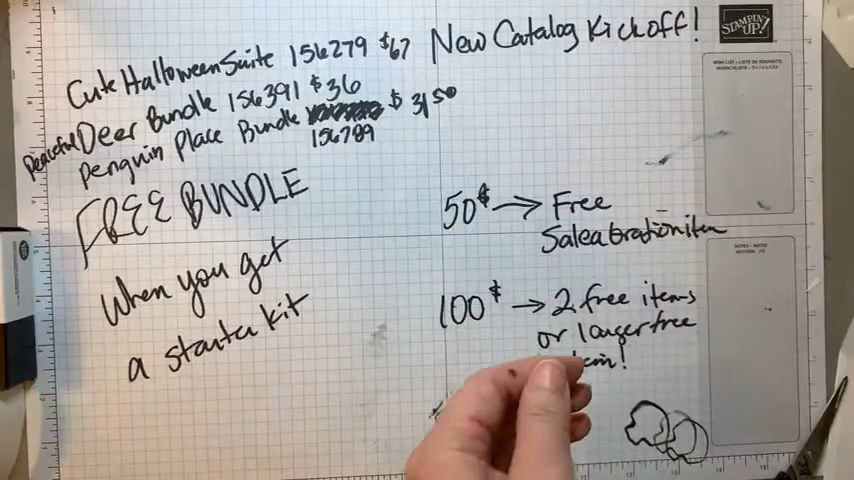 New Catalog Kickoff!
STAMPIN' UP!
Cute Halloween Suite 156279 $67
Peaceful Deer Bundle 156391 $36
Penguin Place Bundle $ 31 50
156789
FREE BUNDLE
When you get
a starter kit
50$ → Free
Saleabration item
100$ → 2 free items
or larger free
item!